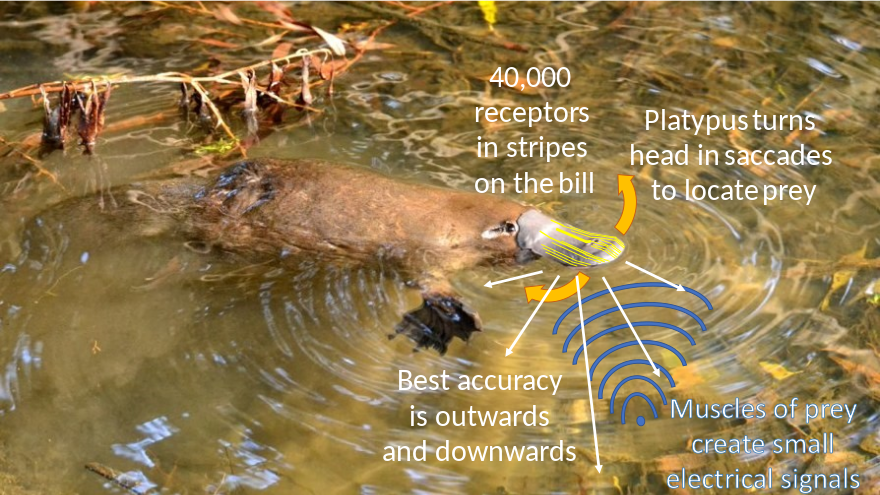 40,000
receptors
in stripes
on the bill
Platypus turns
head in saccades
to locate prey
Best accuracy
is outwards
and downwards
Muscles of prey
create small
electrical signals